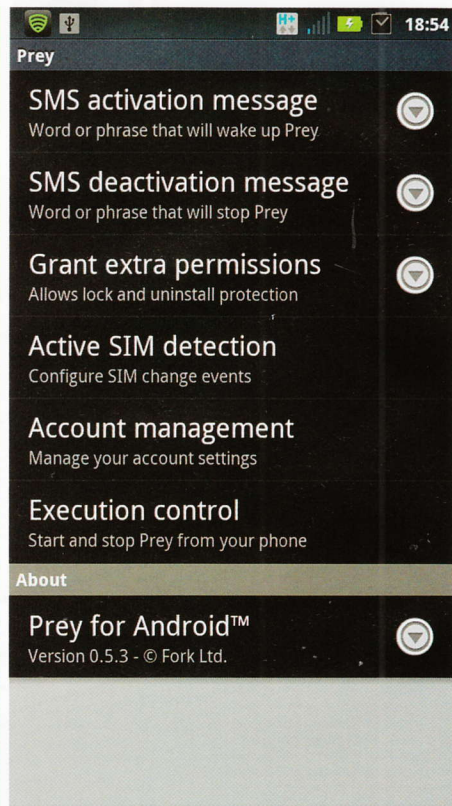 H+
18:54
Prey
SMS activation message
Word or phrase that will wake up Prey
SMS deactivation message
Word or phrase that will stop Prey
Grant extra permissions
Allows lock and uninstall protection
Active SIM detection
Configure SIM change events
Account management
Manage your account settings
Execution control
Start and stop Prey from your phone
About
Prey for Android™
Version 0.5.3 - © Fork Ltd.